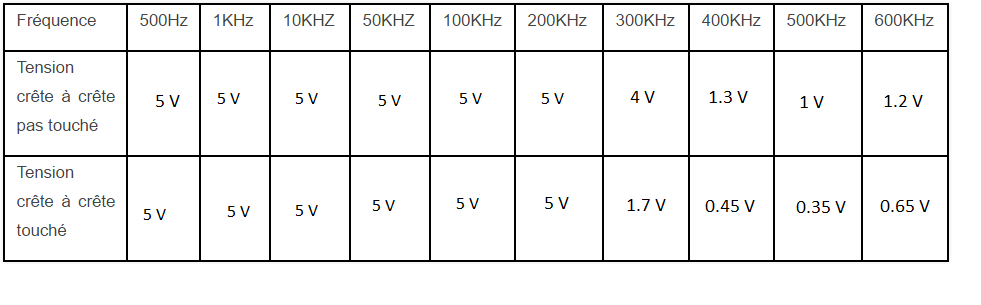 Fréquence 500Hz 1KHz 10KHZ 50KHZ 100KHz 200KHz 300KHz 400KHz 500KHz 600KHz
Tension
crête à crête
pas touché
5 V 5 V 5 V 5 V 5 V 5 V 4 V 1.3 V 1 V 1.2 V
Tension
crête à crête
touché
5 V 5 V 5 V 5 V 5 V 5 V 1.7 V 0.45 V 0.35 V 0.65 V